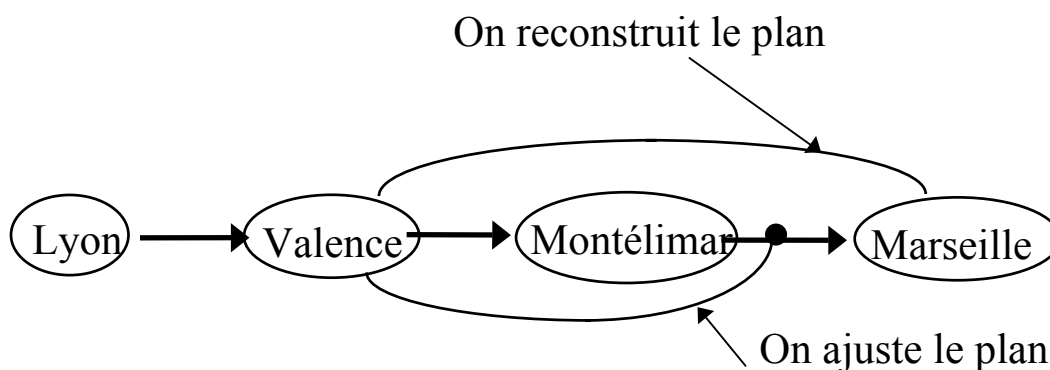 On reconstruit le plan
Lyon
Valence
Montélimar
Marseille
On ajuste le plan